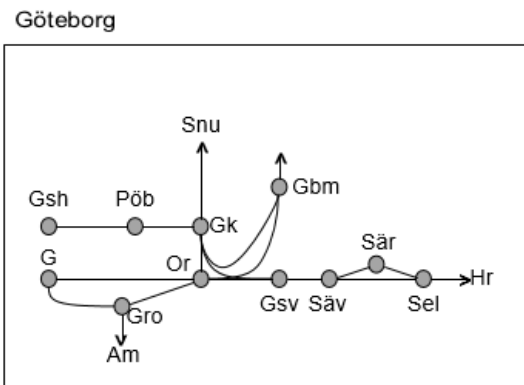 Göteborg
Snu
Gsh
Pöb
Gk
Gbm
G
Or
Sär
Hr
Gro
Gsv
Säv
Sel
Am